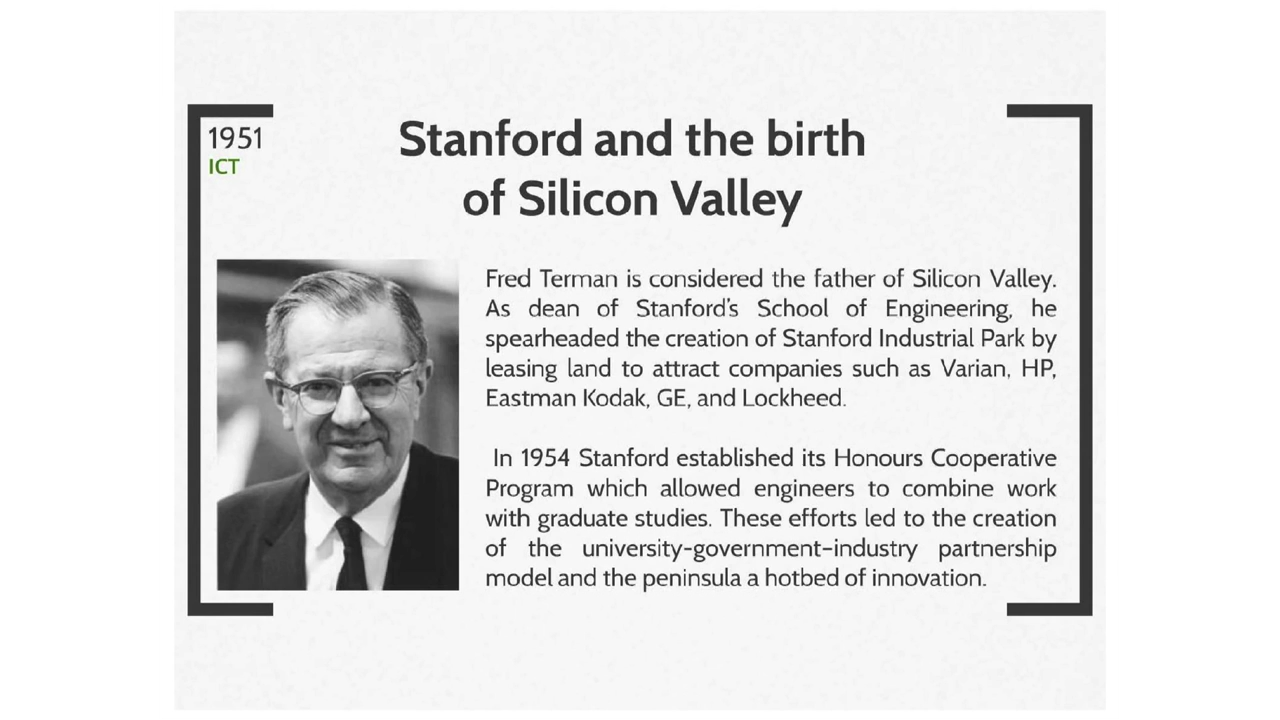 1951
ICT
Stanford and the birth
of Silicon Valley
Fred Terman is considered the father of Silicon Valley.
As dean of Stanford's School of Engineering, he
spearheaded the creation of Stanford Industrial Park by
leasing land to attract companies such as Varian, HP,
Eastman Kodak, GE, and Lockheed.
In 1954 Stanford established its Honours Cooperative
Program which allowed engineers to combine work
with graduate studies. These efforts led to the creation
of the university-government-industry partnership
model and the peninsula a hotbed of innovation.